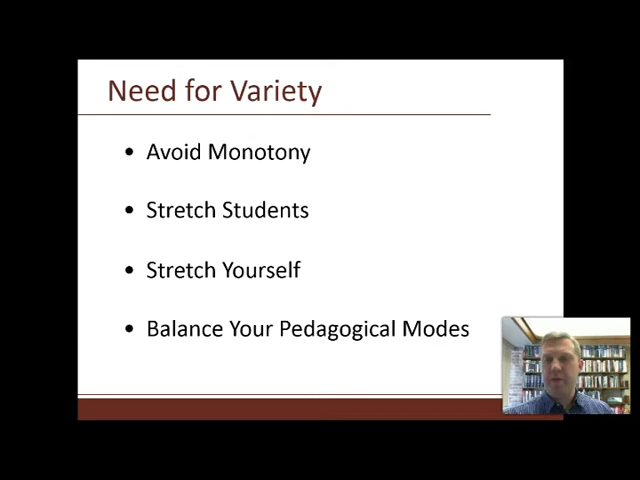 Need for Variety
• Avoid Monotony
• Stretch Students
• Stretch Yourself
• Balance Your Pedagogical Modes